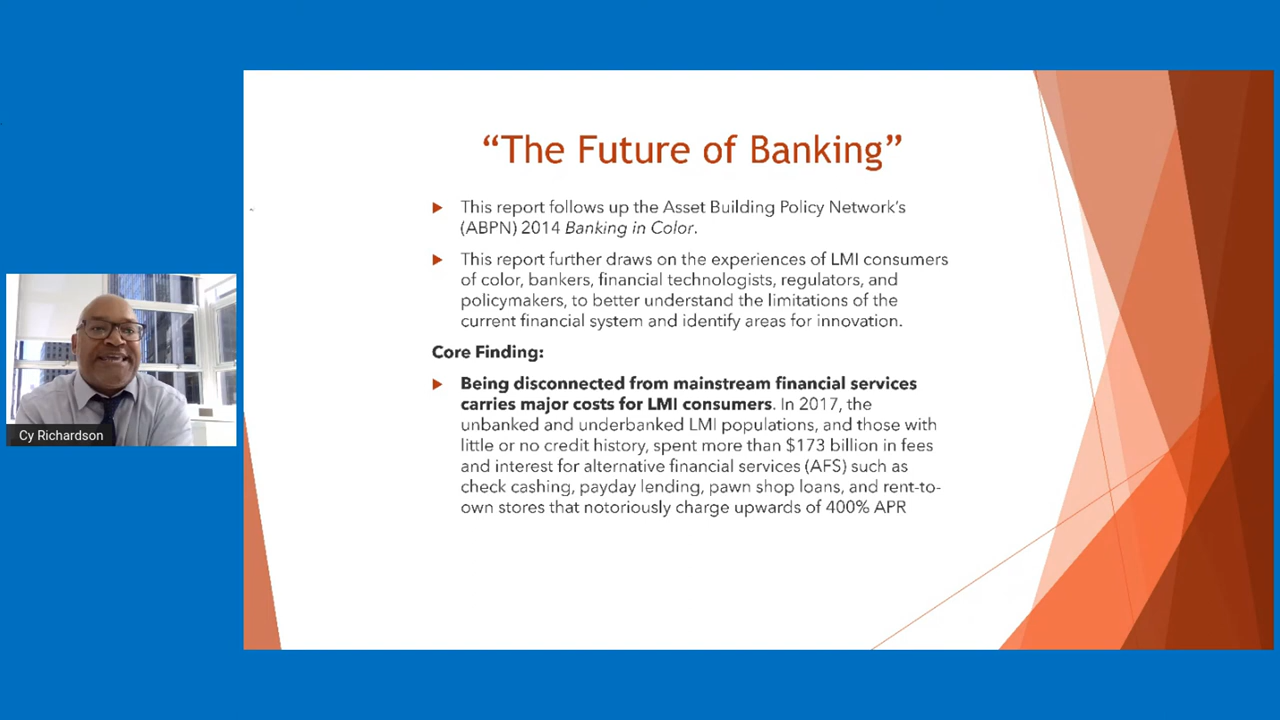 “The Future of Banking”
This report follows up the Asset Building Policy Network’s
(ABPN) 2014 Banking in Color.
This report further draws on the experiences of LMI consumers
of color, bankers, financial technologists, regulators, and
policymakers, to better understand the limitations of the
current financial system and identify areas for innovation.
Core Finding:
Being disconnected from mainstream financial services
carries major costs for LMI consumers. In 2017, the
unbanked and underbanked LMI populations, and those with
little or no credit history, spent more than $173 billion in fees
and interest for alternative financial services (AFS) such as
check cashing, payday lending, pawn shop loans, and rent-to-
own stores that notoriously charge upwards of 400% APR
Cy Richardson